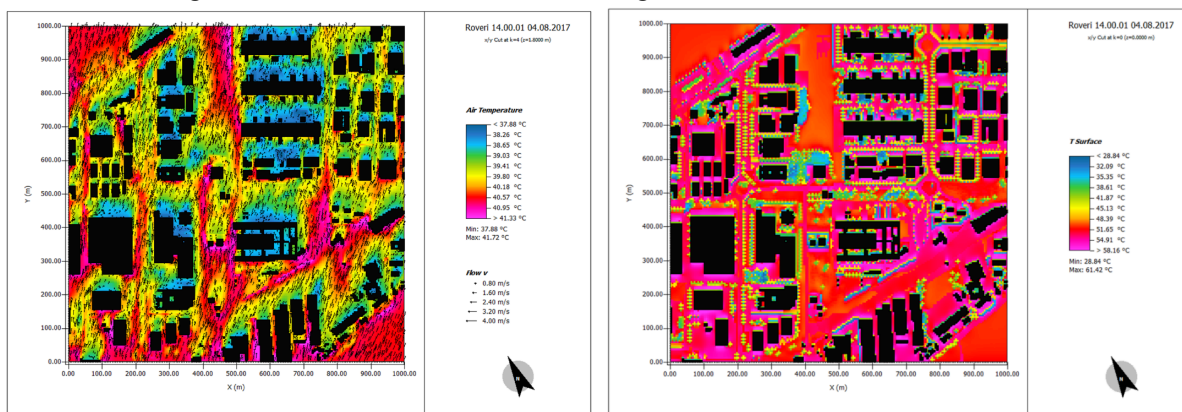 Roveri 14.00.01 04.08.2017
x/y Cut at k=4 (z=1.8000 m)
Air Temperature
< 37.88 °C
38.26 °C
38.65 °C
39.03 °C
39.41 °C
39.80 °C
40.18 °C
40.57 °C
40.95 °C
> 41.33 °C
Min: 37.88 °C
Max: 41.72 °C
Flow v
0.80 m/s
1.60 m/s
2.40 m/s
3.20 m/s
4.00 m/s
N
Y (m)
1000.00
900.00
800.00
700.00
600.00
500.00
400.00
300.00
200.00
100.00
0.00
0.00 100.00 200.00 300.00 400.00 500.00 600.00 700.00 800.00 900.00 1000.00
X (m)
Roveri 14.00.01 04.08.2017
x/y Cut at k=0 (z=0.0000 m)
T Surface
< 28.84 °C
32.09 °C
35.35 °C
38.61 °C
41.87 °C
45.13 °C
48.39 °C
51.65 °C
54.91 °C
> 58.16 °C
Min: 28.84 °C
Max: 61.42 °C
N
Y (m)
1000.00
900.00
800.00
700.00
600.00
500.00
400.00
300.00
200.00
100.00
0.00
0.00 100.00 200.00 300.00 400.00 500.00 600.00 700.00 800.00 900.00 1000.00
X (m)